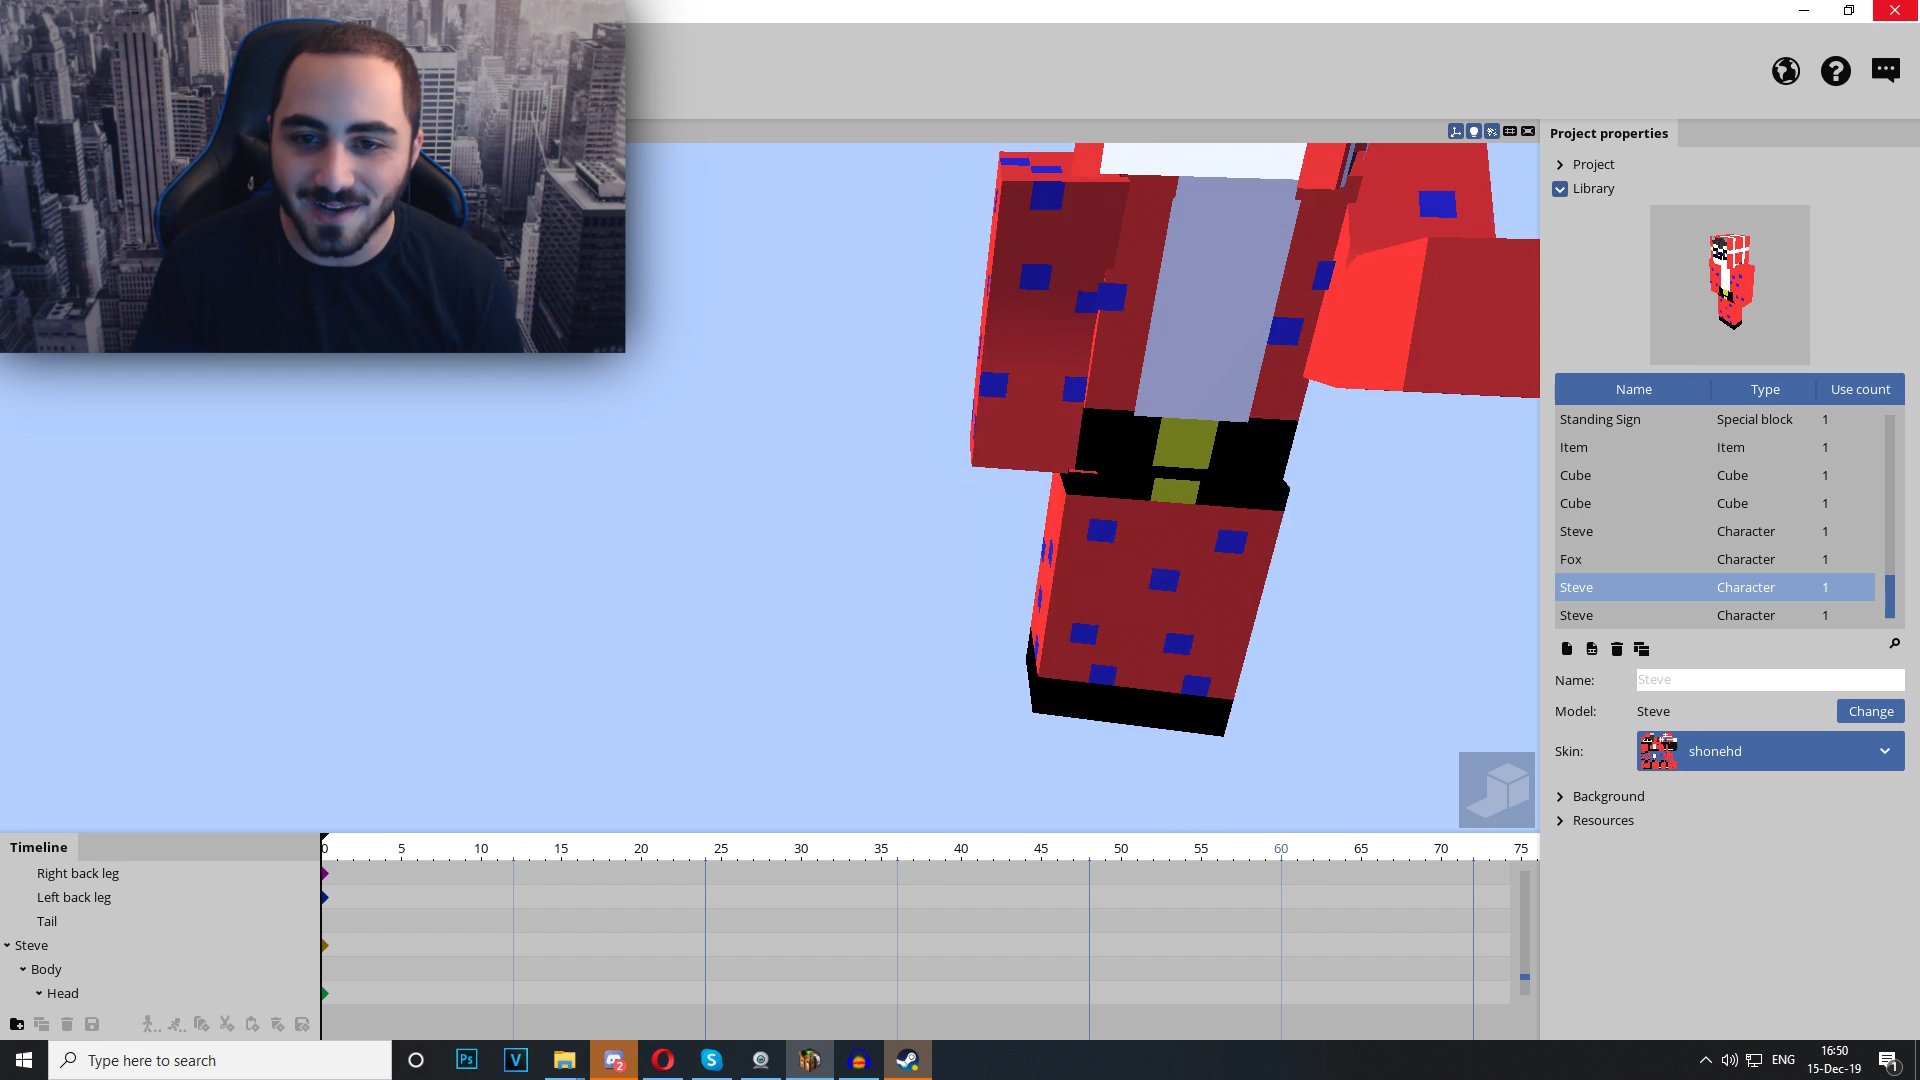 Project properties
Project
Library
Name Type Use count
Standing Sign Special block 1
Item Item 1
Cube Cube 1
Cube Cube 1
Steve Character 1
Fox Character 1
Steve Character 1
Steve Character 1
Name: Steve
Model: Steve Change
Skin: shonehd
Background
Resources
Timeline
0 5 10 15 20 25 30 35 40 45 50 55 60 65 70 75
Right back leg
Left back leg
Tail
Steve
Body
Head
Type here to search
Ps
V
2
S
ENG
16:50
15-Dec-19
1